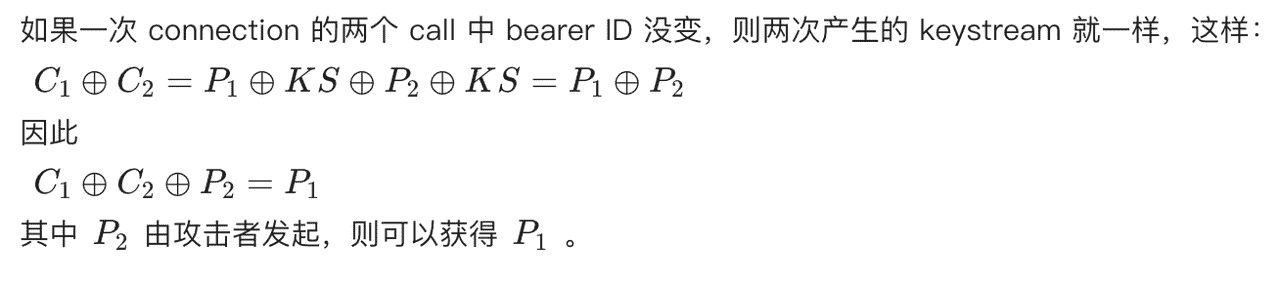 如果一次 connection 的两个 call 中 bearer ID 没变，则两次产生的 keystream 就一样，这样：
C₁ ⊕ C₂ = P₁ ⊕ KS ⊕ P₂ ⊕ KS = P₁ ⊕ P₂
因此
C₁ ⊕ C₂ ⊕ P₂ = P₁
其中 P₂ 由攻击者发起，则可以获得 P₁ 。